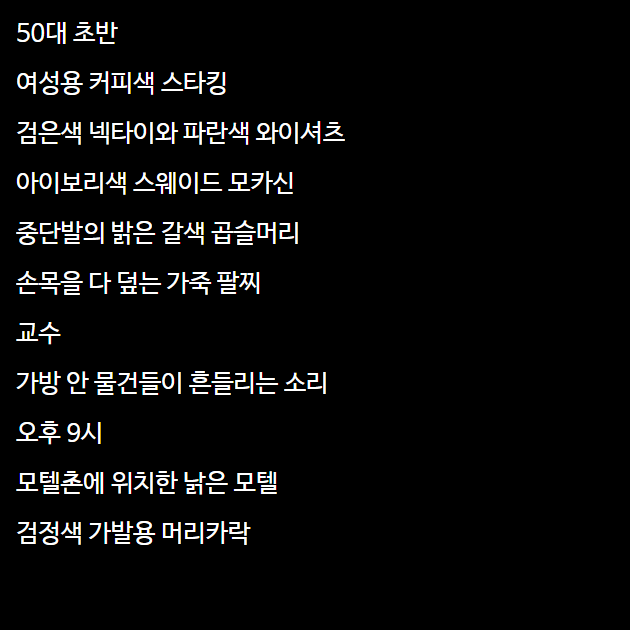 50대 초반
여성용 커피색 스타킹
검은색 넥타이와 파란색 와이셔츠
아이보리색 스웨이드 모카신
중단발의 밝은 갈색 곱슬머리
손목을 다 덮는 가죽 팔찌
교수
가방 안 물건들이 흔들리는 소리
오후 9시
모텔촌에 위치한 낡은 모텔
검정색 가발용 머리카락